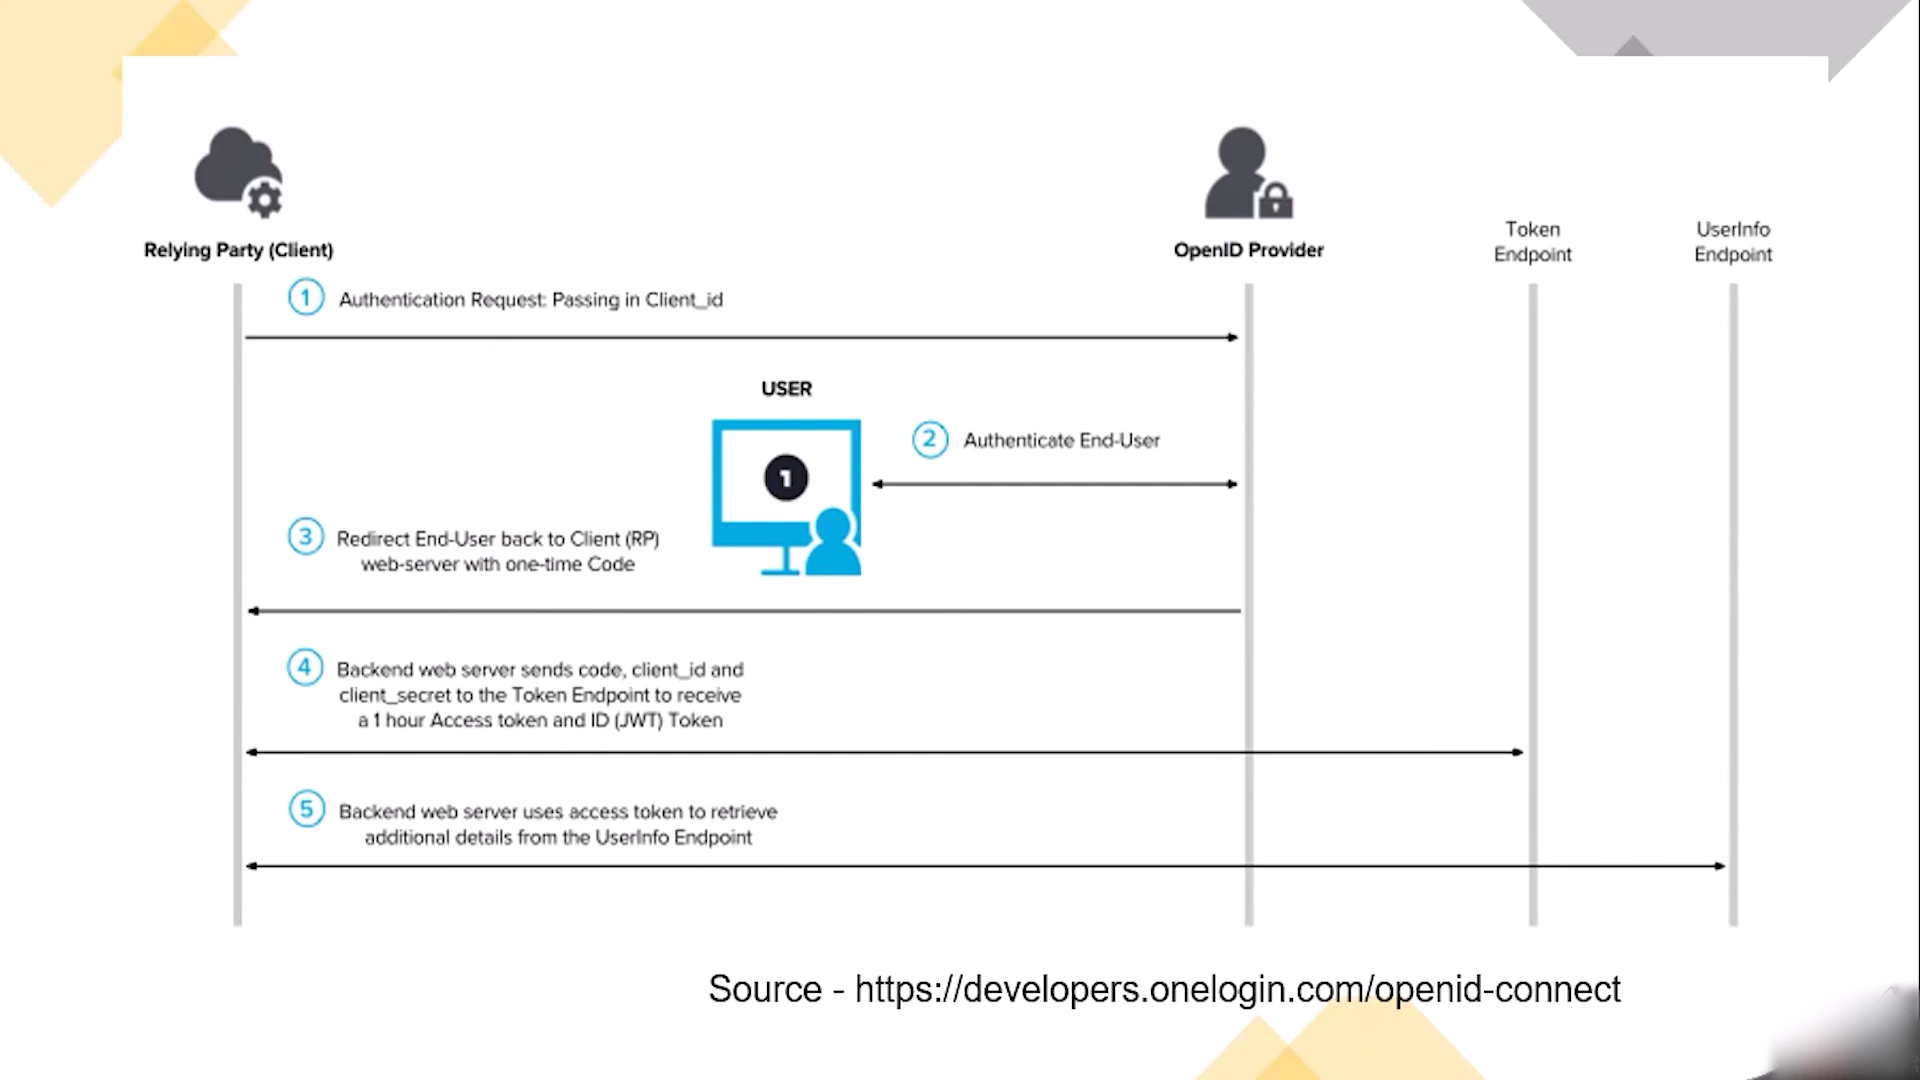 Relying Party (Client)
OpenID Provider
Token
Endpoint
UserInfo
Endpoint
1 Authentication Request: Passing in Client_id
USER
1
2 Authenticate End-User
3 Redirect End-User back to Client (RP)
web-server with one-time Code
4 Backend web server sends code, client_id and
client_secret to the Token Endpoint to receive
a 1 hour Access token and ID (JWT) Token
5 Backend web server uses access token to retrieve
additional details from the UserInfo Endpoint
Source - https://developers.onelogin.com/openid-connect